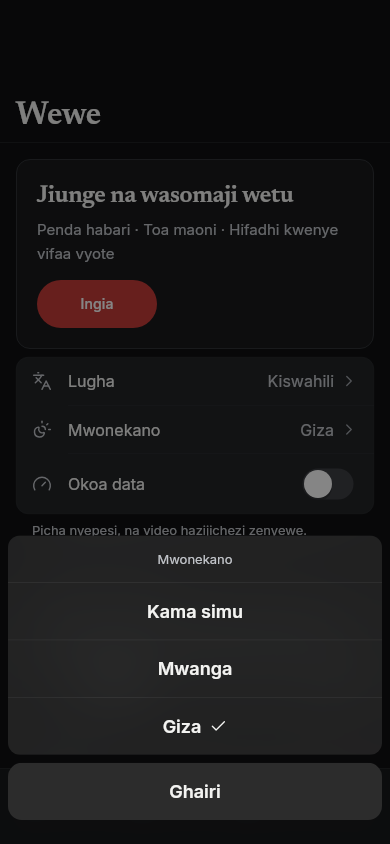 Wewe
Jiunge na wasomaji wetu
Penda habari · Toa maoni · Hifadhi kwenye
vifaa vyote
Ingia
Lugha Kiswahili
Mwonekano Giza
Okoa data
Picha nyepesi, na video hazijichezi zenyewe.
Mwonekano
Kama simu
Mwanga
Giza
Ghairi